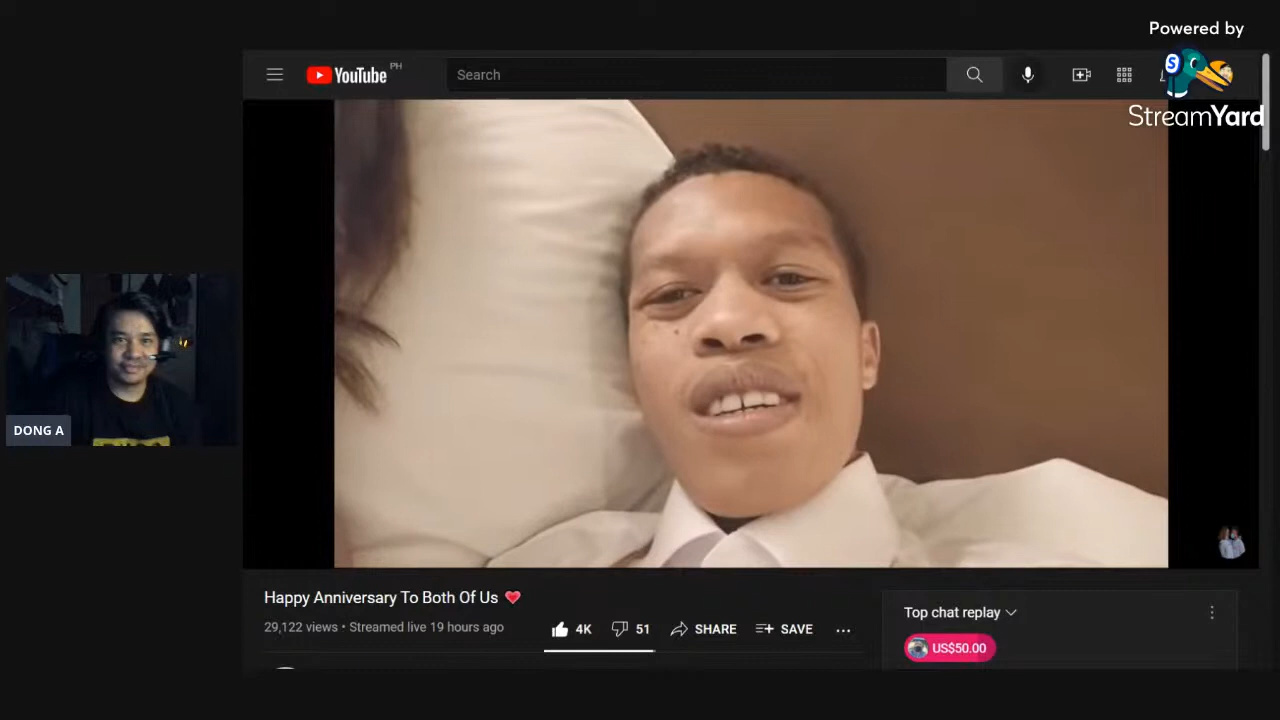 Powered by
StreamYard
YouTube PH
Search
DONG A
Happy Anniversary To Both Of Us
29,122 views • Streamed live 19 hours ago
4K
51
SHARE
SAVE
Top chat replay
US$50.00